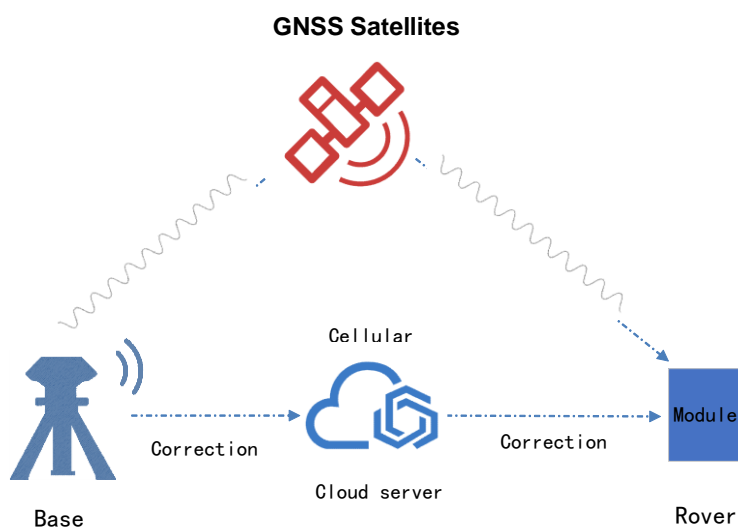 GNSS Satellites
Cellular
Module
Correction
Correction
Cloud server
Base
Rover